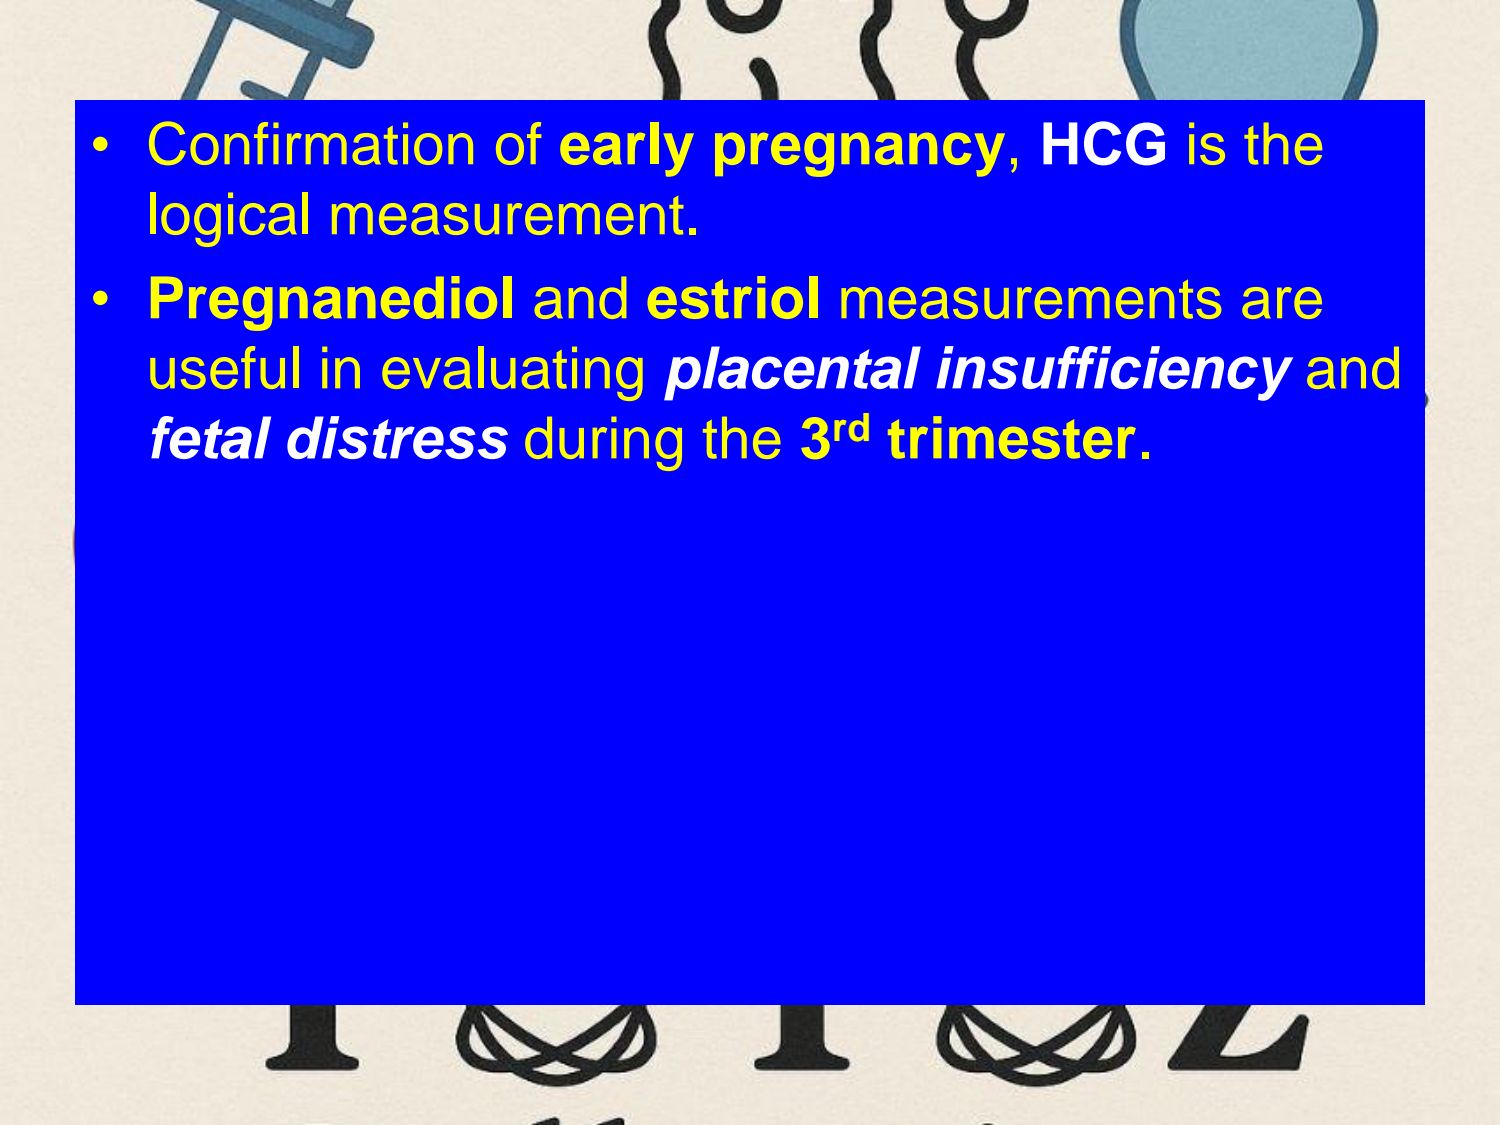 • Confirmation of early pregnancy, HCG is the
logical measurement.
• Pregnanediol and estriol measurements are
useful in evaluating placental insufficiency and
fetal distress during the 3rd trimester.